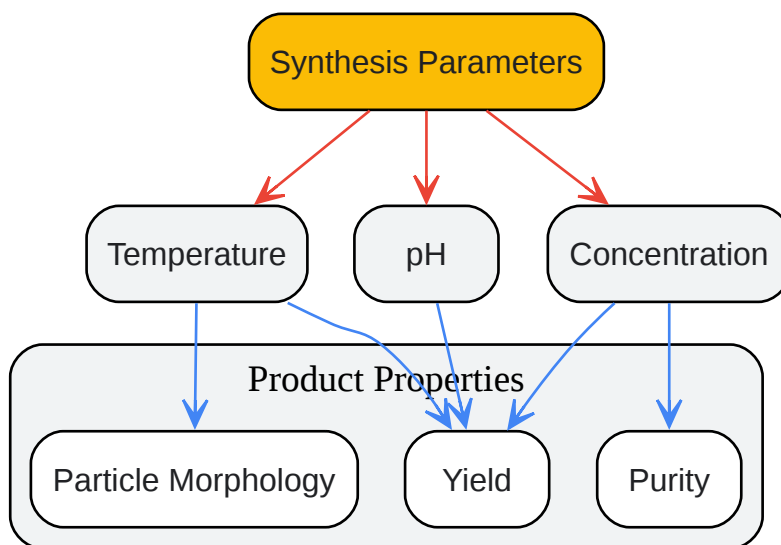 Synthesis Parameters
Temperature
pH
Concentration
Product Properties
Particle Morphology
Yield
Purity